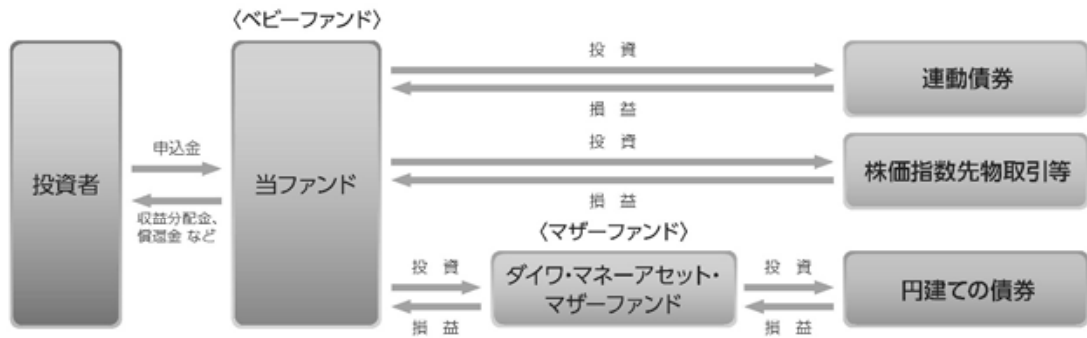 〈ベビーファンド〉
投資者
申込金
収益分配金、
償還金 など
当ファンド
投 資
損 益
連動債券
投 資
損 益
株価指数先物取引等
〈マザーファンド〉
投 資
損 益
ダイワ・マネーアセット・
マザーファンド
投 資
損 益
円建ての債券